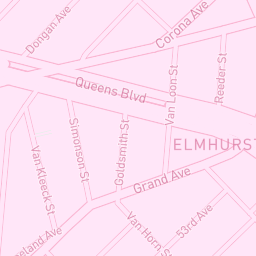 Dongan Ave
Corona Ave
Queens Blvd
Van Loon St
Reeder St
Simonson St
Goldsmith St
ELMHURST
Van Kleeck St
Grand Ave
Van Horn St
53rd Ave
eland Ave